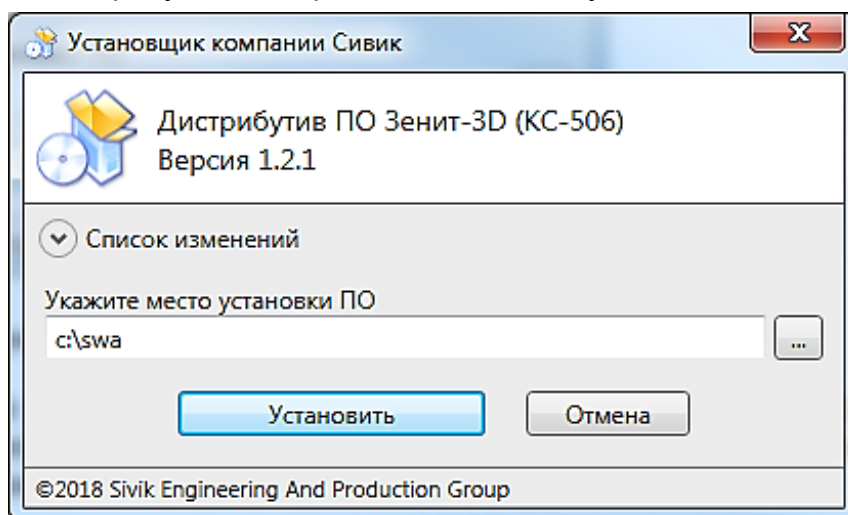 Установщик компании Сивик
Дистрибутив ПО Зенит-3D (КС-506)
Версия 1.2.1
Список изменений
Укажите место установки ПО
c:\swa
...
Установить
Отмена
©2018 Sivik Engineering And Production Group